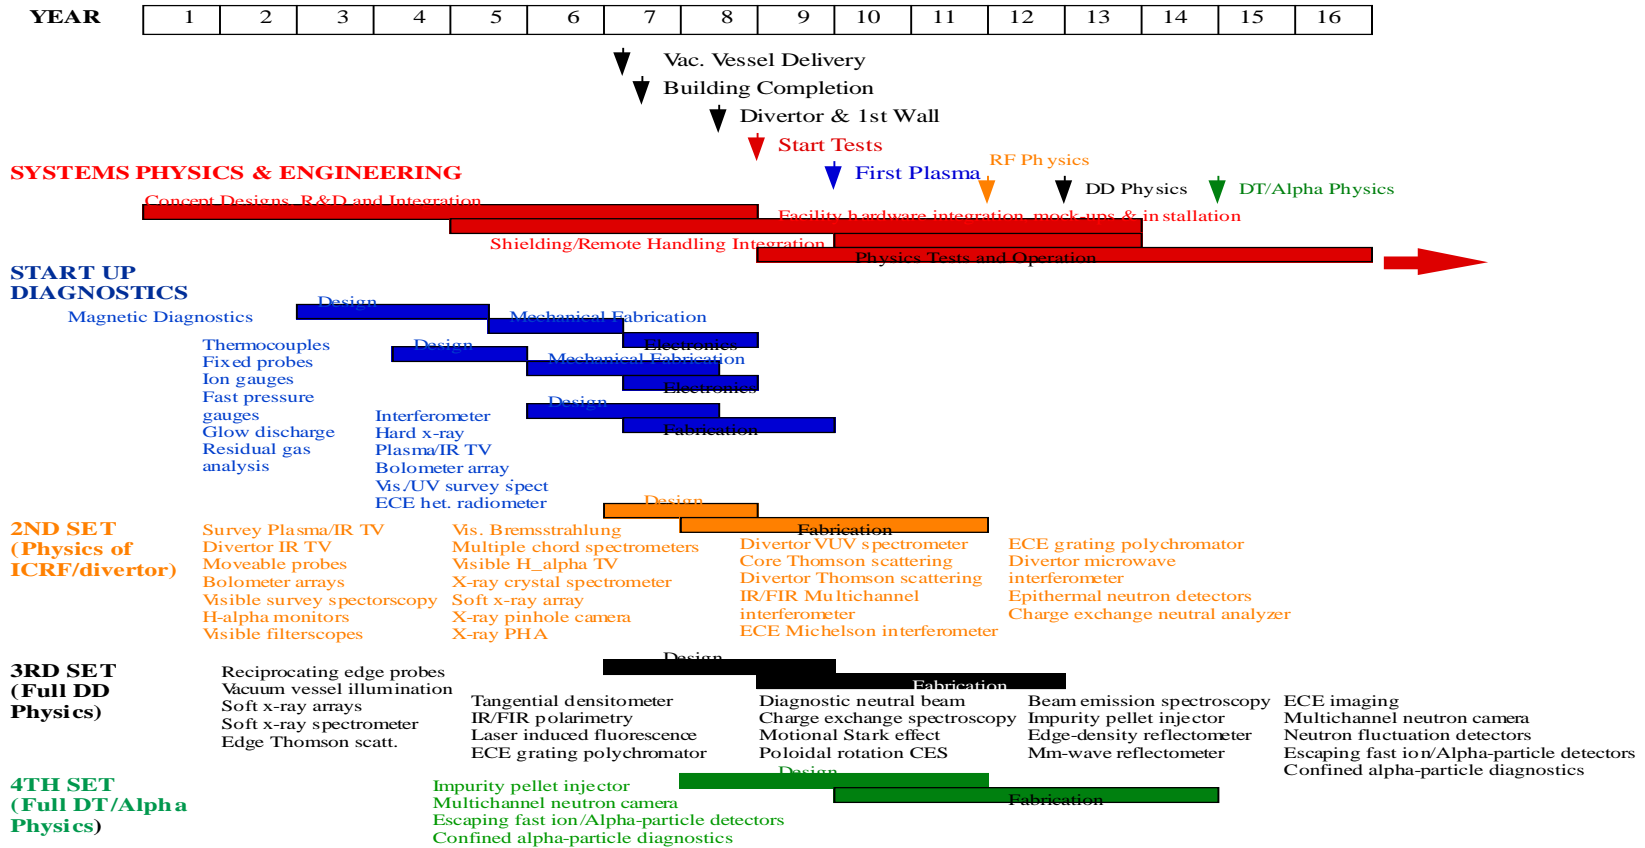 YEAR 1 2 3 4 5 6 7 8 9 10 11 12 13 14 15 16
Vac. Vessel Delivery
Building Completion
Divertor & 1st Wall
Start Tests
RF Physics
SYSTEMS PHYSICS & ENGINEERING
First Plasma
DD Physics
DT/Alpha Physics
Concept Designs, R&D and Integration
Facility hardware integration, mock-ups & installation
Shielding/Remote Handling Integration
Physics Tests and Operation
START UP
DIAGNOSTICS
Magnetic Diagnostics
Design
Mechanical Fabrication
Electronics
Thermocouples
Fixed probes
Ion gauges
Fast pressure
gauges
Glow discharge
Residual gas
analysis
Design
Mechanical Fabrication
Electronics
Interferometer
Hard x-ray
Plasma/IR TV
Bolometer array
Vis./UV survey spect
ECE het. radiometer
Design
Fabrication
2ND SET
(Physics of
ICRF/divertor)
Design
Fabrication
Survey Plasma/IR TV
Divertor IR TV
Moveable probes
Bolometer arrays
Visible survey spectorscopy
H-alpha monitors
Visible filterscopes
Vis. Bremsstrahlung
Multiple chord spectrometers
Visible H_alpha TV
X-ray crystal spectrometer
Soft x-ray array
X-ray pinhole camera
X-ray PHA
Divertor VUV spectrometer
Core Thomson scattering
Divertor Thomson scattering
IR/FIR Multichannel
interferometer
ECE Michelson interferometer
ECE grating polychromator
Divertor microwave
interferometer
Epithermal neutron detectors
Charge exchange neutral analyzer
3RD SET
(Full DD
Physics)
Design
Fabrication
Reciprocating edge probes
Vacuum vessel illumination
Soft x-ray arrays
Soft x-ray spectrometer
Edge Thomson scatt.
Tangential densitometer
IR/FIR polarimetry
Laser induced fluorescence
ECE grating polychromator
Diagnostic neutral beam
Charge exchange spectroscopy
Motional Stark effect
Poloidal rotation CES
Beam emission spectroscopy
Impurity pellet injector
Edge-density reflectometer
Mm-wave reflectometer
ECE imaging
Multichannel neutron camera
Neutron fluctuation detectors
Escaping fast ion/Alpha-particle detectors
Confined alpha-particle diagnostics
4TH SET
(Full DT/Alpha
Physics)
Design
Fabrication
Impurity pellet injector
Multichannel neutron camera
Escaping fast ion/Alpha-particle detectors
Confined alpha-particle diagnostics